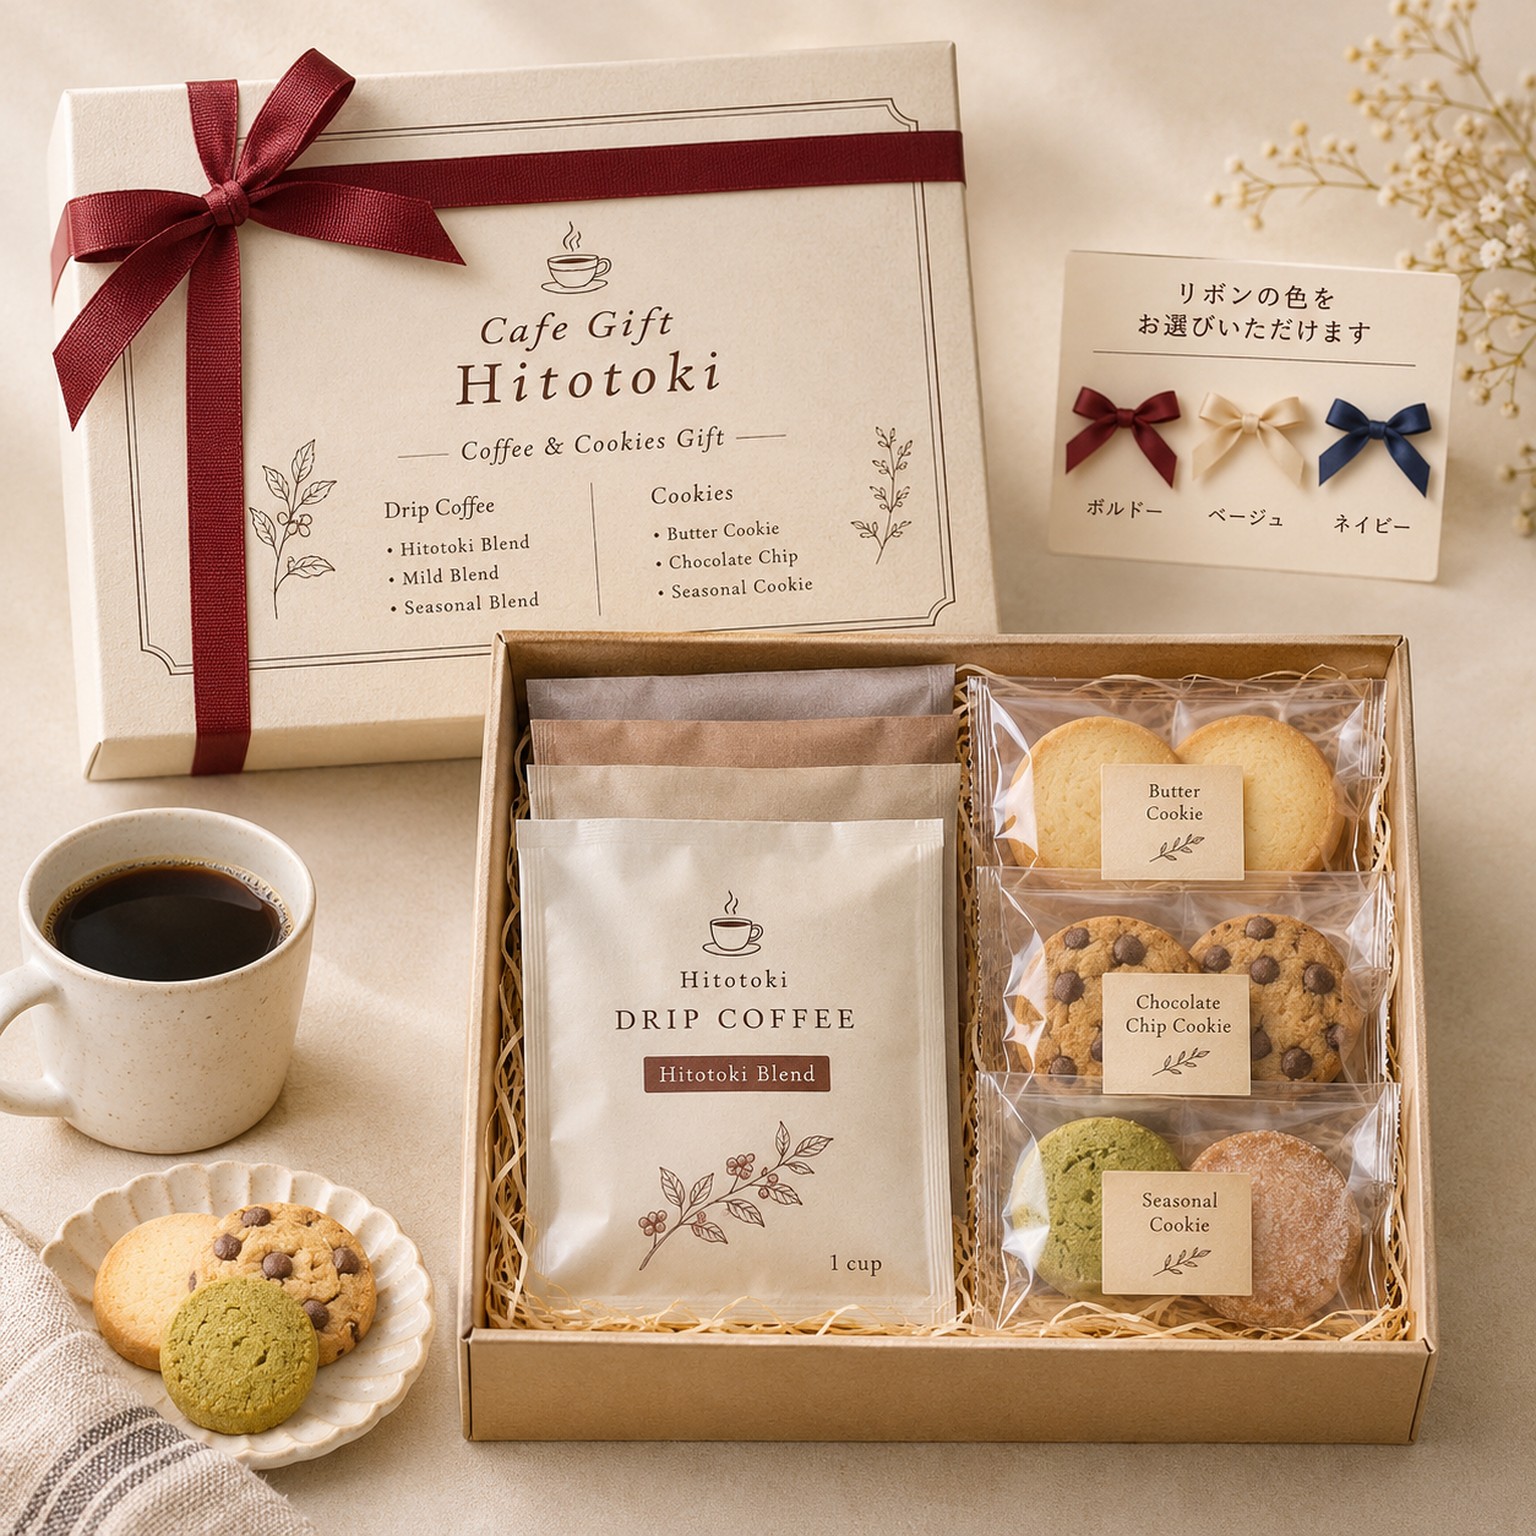 Cafe Gift
Hitotoki
Coffee & Cookies Gift
Drip Coffee
• Hitotoki Blend
• Mild Blend
• Seasonal Blend
Cookies
• Butter Cookie
• Chocolate Chip
• Seasonal Cookie
リボンの色を
お選びいただけます
ボルドー
ベージュ
ネイビー
Hitotoki
DRIP COFFEE
Hitotoki Blend
1 cup
Butter
Cookie
Chocolate
Chip Cookie
Seasonal
Cookie